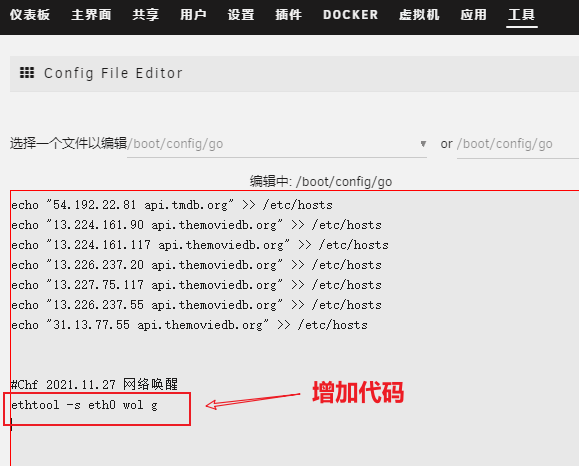 仪表板 主界面 共享 用户 设置 插件 DOCKER 虚拟机 应用 工具
Config File Editor
选择一个文件以编辑/boot/config/go ▼ or /boot/config/go
编辑中: /boot/config/go
echo "54.192.22.81 api.tmdb.org" >> /etc/hosts
echo "13.224.161.90 api.themoviedb.org" >> /etc/hosts
echo "13.224.161.117 api.themoviedb.org" >> /etc/hosts
echo "13.226.237.20 api.themoviedb.org" >> /etc/hosts
echo "13.227.75.117 api.themoviedb.org" >> /etc/hosts
echo "13.226.237.55 api.themoviedb.org" >> /etc/hosts
echo "31.13.77.55 api.themoviedb.org" >> /etc/hosts
#Chf 2021.11.27 网络唤醒
ethtool -s eth0 wol g
增加代码